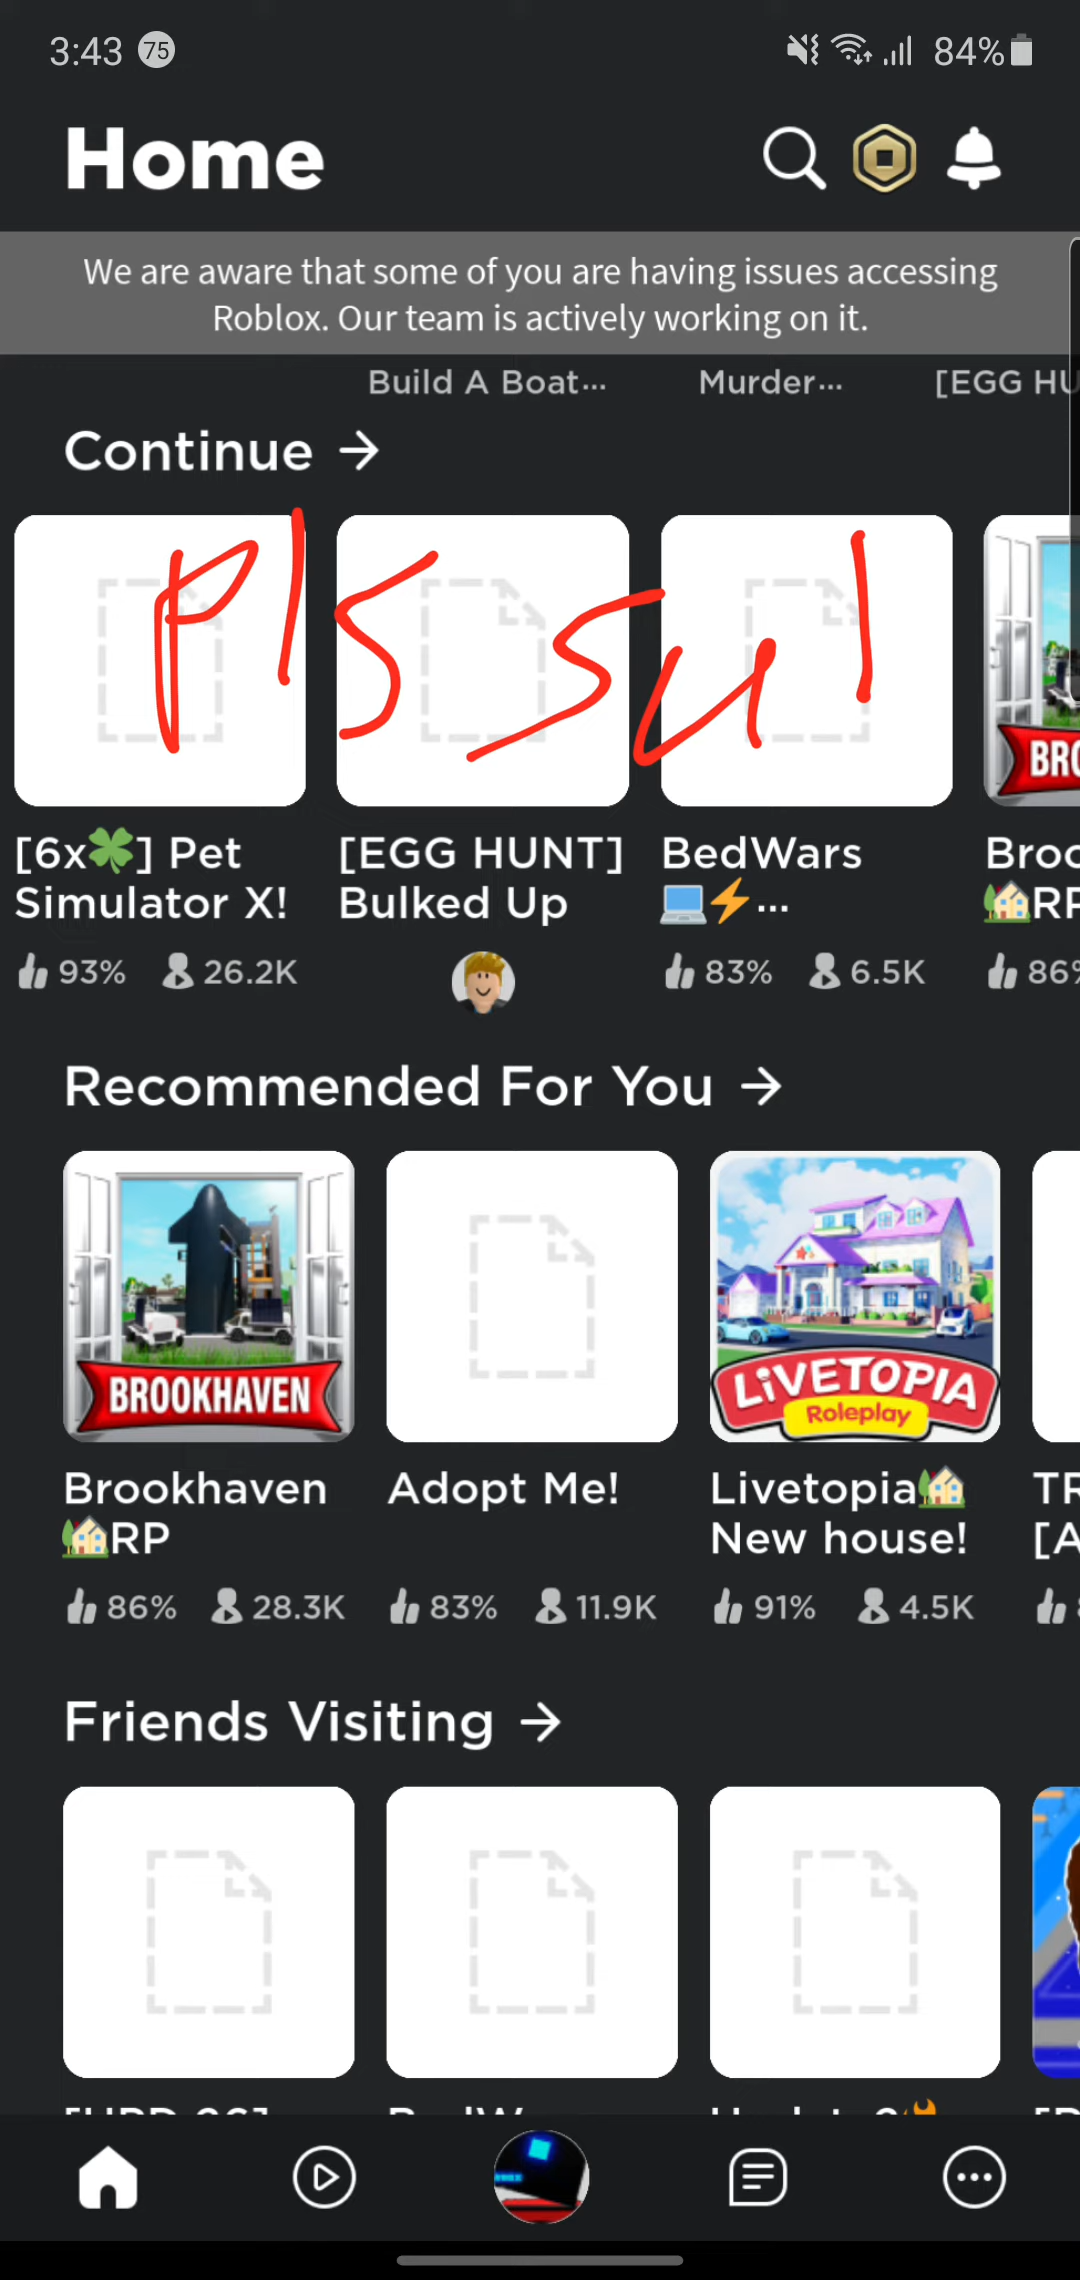 3:43 75 84%
Home
We are aware that some of you are having issues accessing
Roblox. Our team is actively working on it.
Build A Boat... Murder... [EGG HU
Continue →
Pls su!
[6x🍀] Pet
Simulator X!
93% 26.2K
[EGG HUNT]
Bulked Up
BedWars
💻⚡...
83% 6.5K
BRO
Broo
🏡RP
86%
Recommended For You →
BROOKHAVEN
Brookhaven
🏡RP
86% 28.3K
Adopt Me!
83% 11.9K
LIVETOPIA
Roleplay
Livetopia🏡
New house!
91% 4.5K
TR
[A
Friends Visiting →